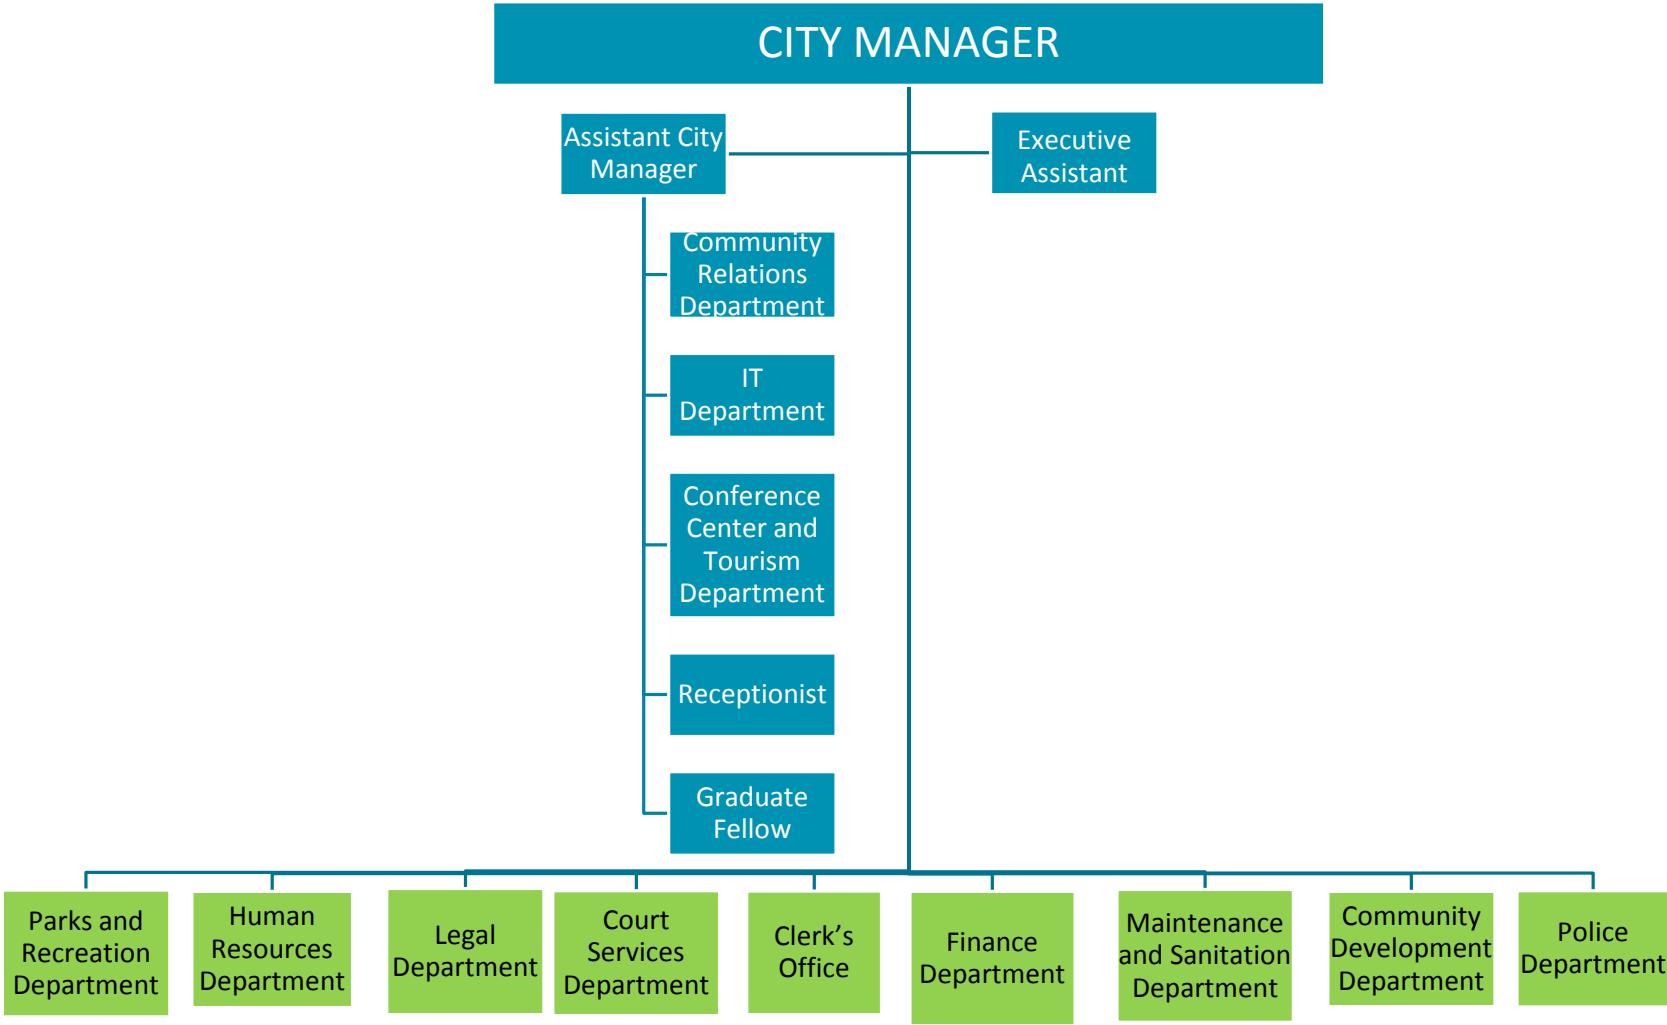 CITY MANAGER
Assistant City
Manager
Executive
Assistant
Community
Relations
Department
IT
Department
Conference
Center and
Tourism
Department
Receptionist
Graduate
Fellow
Parks and
Recreation
Department
Human
Resources
Department
Legal
Department
Court
Services
Department
Clerk’s
Office
Finance
Department
Maintenance
and Sanitation
Department
Community
Development
Department
Police
Department